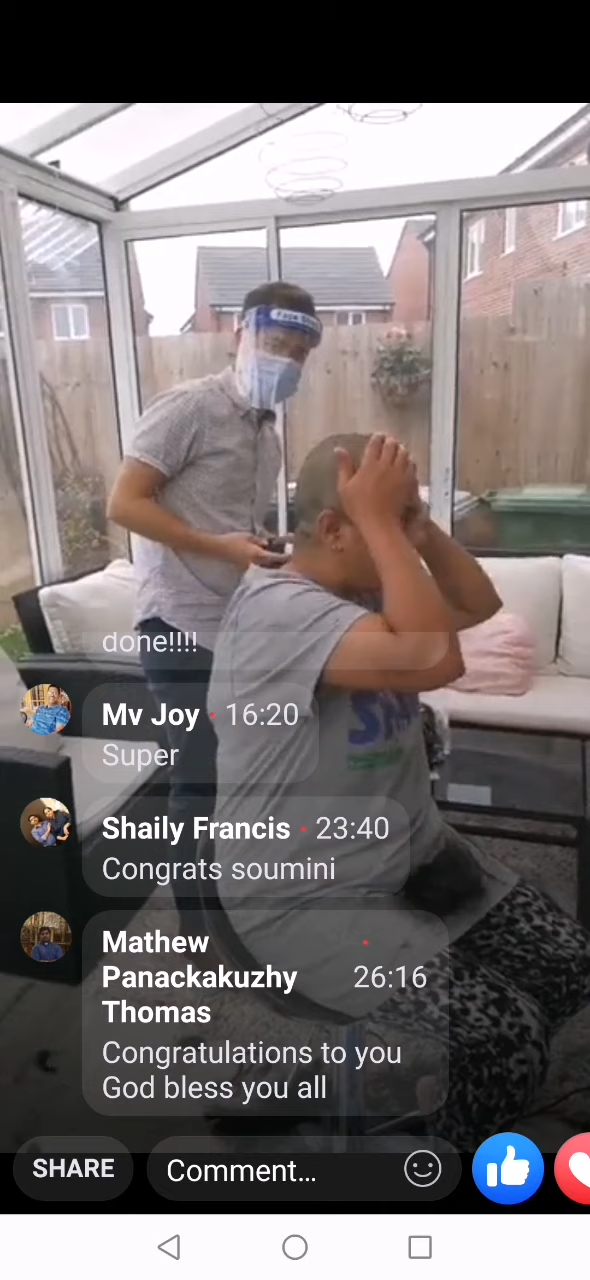 done!!!!
Mv Joy · 16:20
Super
Shaily Francis · 23:40
Congrats soumini
Mathew
Panackakuzhy
Thomas · 26:16
Congratulations to you
God bless you all
SHARE
Comment...